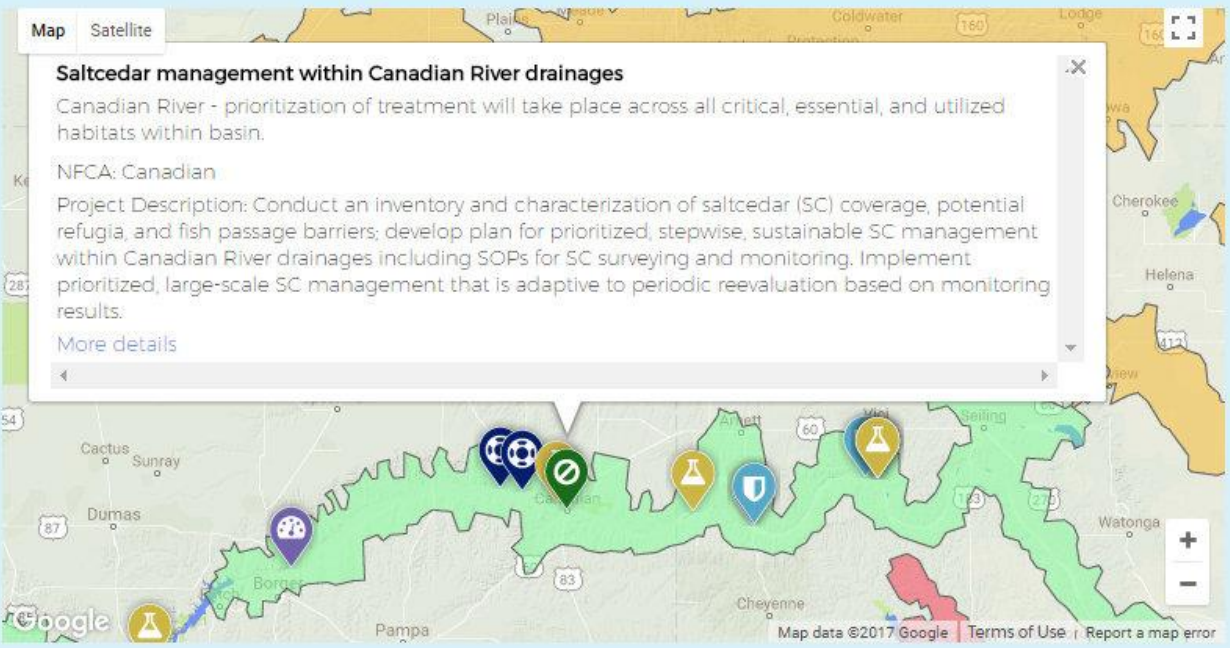 Map Satellite
Plains Meade Coldwater 160 Lodge 160
Protection
Saltcedar management within Canadian River drainages
Canadian River - prioritization of treatment will take place across all critical, essential, and utilized
habitats within basin.
NFCA: Canadian
Project Description: Conduct an inventory and characterization of saltcedar (SC) coverage, potential
refugia, and fish passage barriers; develop plan for prioritized, stepwise, sustainable SC management
within Canadian River drainages including SOPs for SC surveying and monitoring. Implement
prioritized, large-scale SC management that is adaptive to periodic reevaluation based on monitoring
results.
More details
Cherokee
Helena
412
54
Arnett 60 Vici Seiling
Cactus
Sunray
Canadian
183 270
Dumas
87
Watonga
Borger
83
Cheyenne
Pampa
Google
Map data ©2017 Google Terms of Use Report a map error